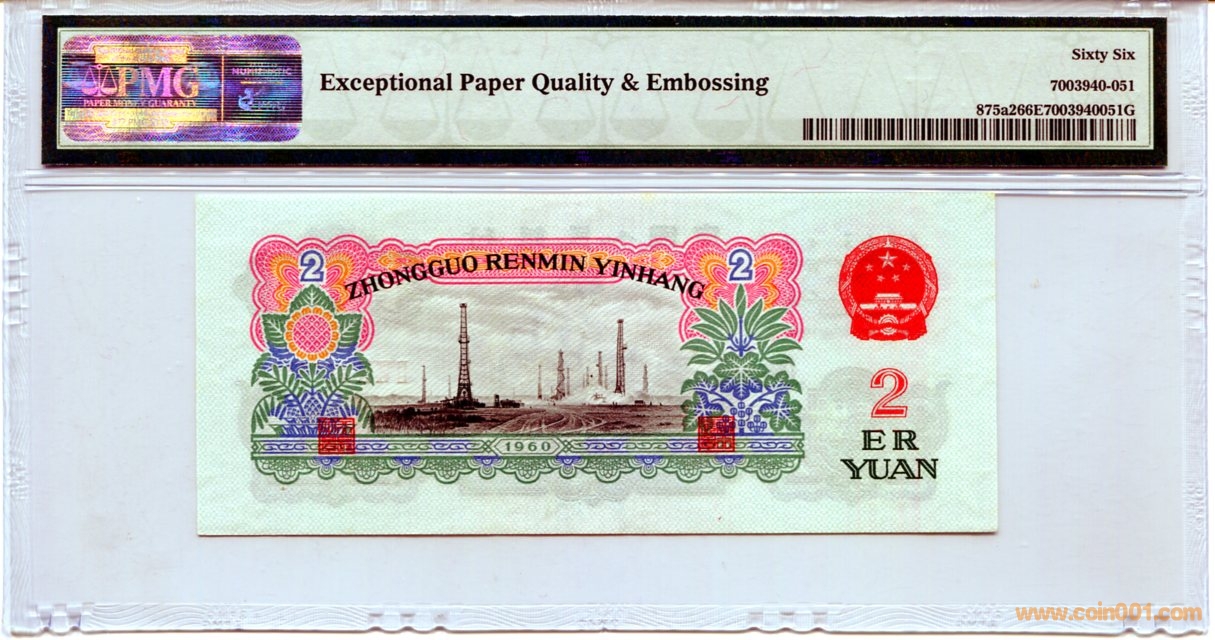 PMG
PAPER MONEY GUARANTY
NUMIZMATIC
Exceptional Paper Quality & Embossing
Sixty Six
7003940-051
875a266E7003940051G
2
ZHONGGUO RENMIN YINHANG
2
2
ER
YUAN
1960
www.coin001.com